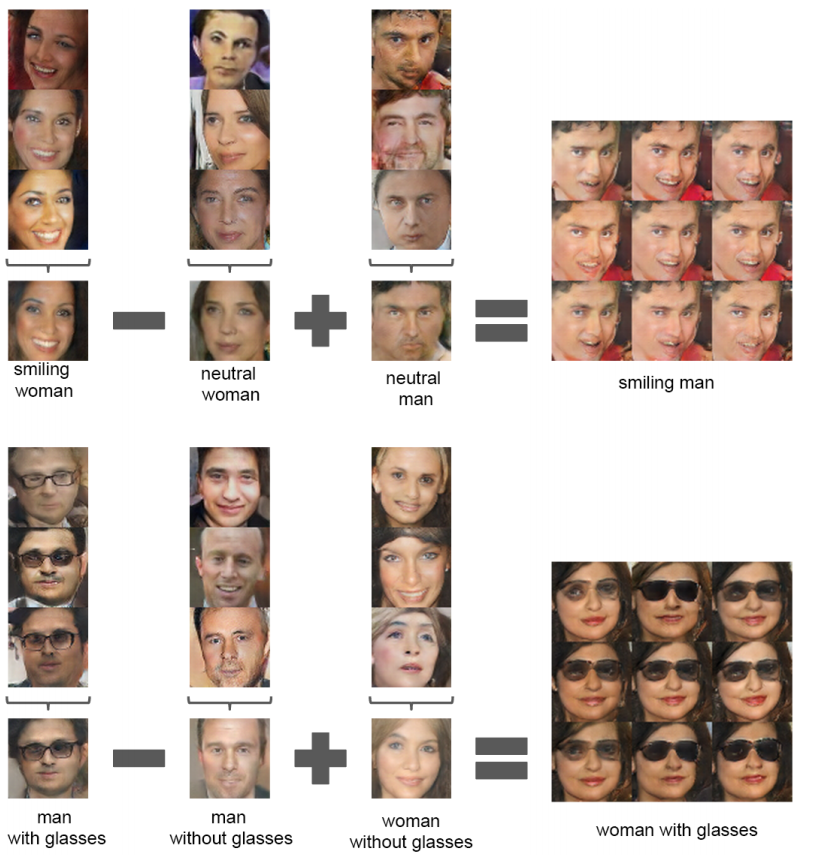 smiling
woman
neutral
woman
neutral
man
smiling man
man
with glasses
man
without glasses
woman
without glasses
woman with glasses